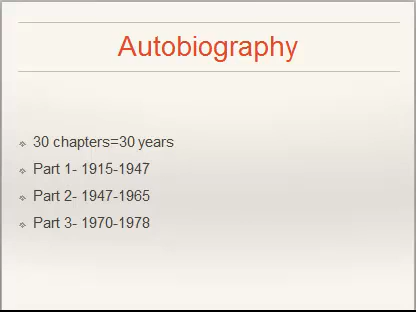 Autobiography
30 chapters=30 years
Part 1- 1915-1947
Part 2- 1947-1965
Part 3- 1970-1978